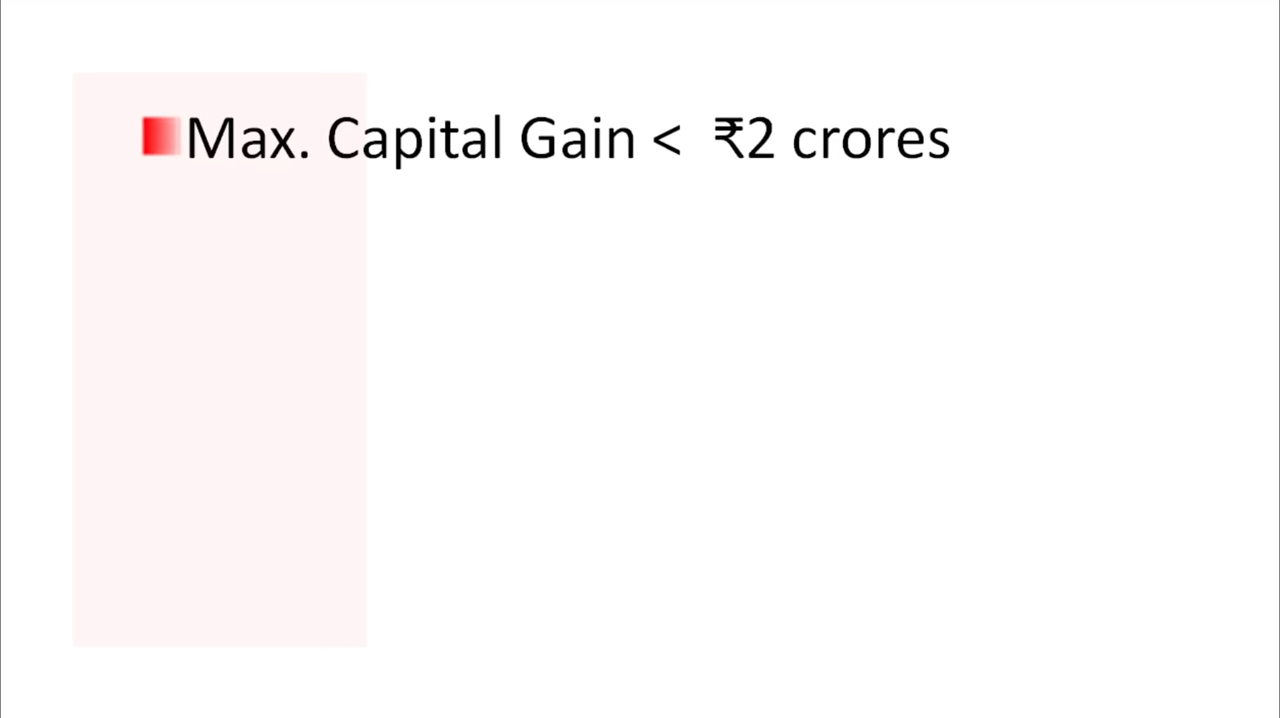 Max. Capital Gain < ₹2 crores